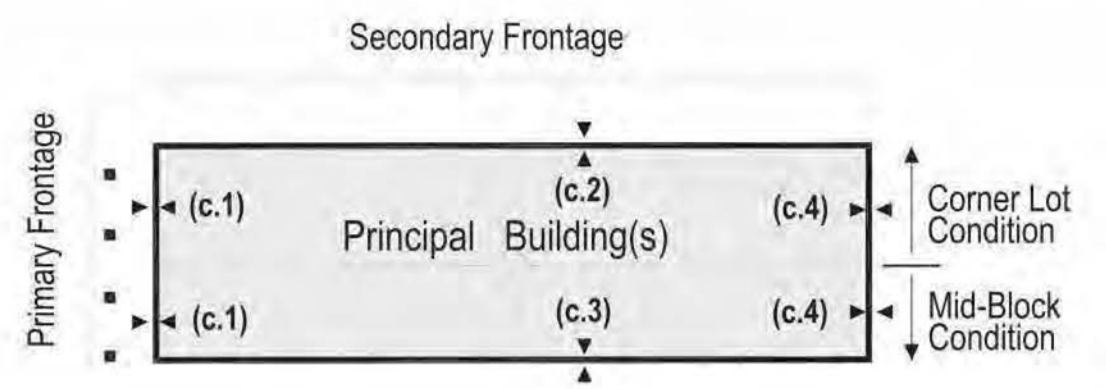 Secondary Frontage
Primary Frontage
(c.1)
(c.2)
(c.4)
Corner Lot
Condition
Principal Building(s)
(c.1)
(c.3)
(c.4)
Mid-Block
Condition